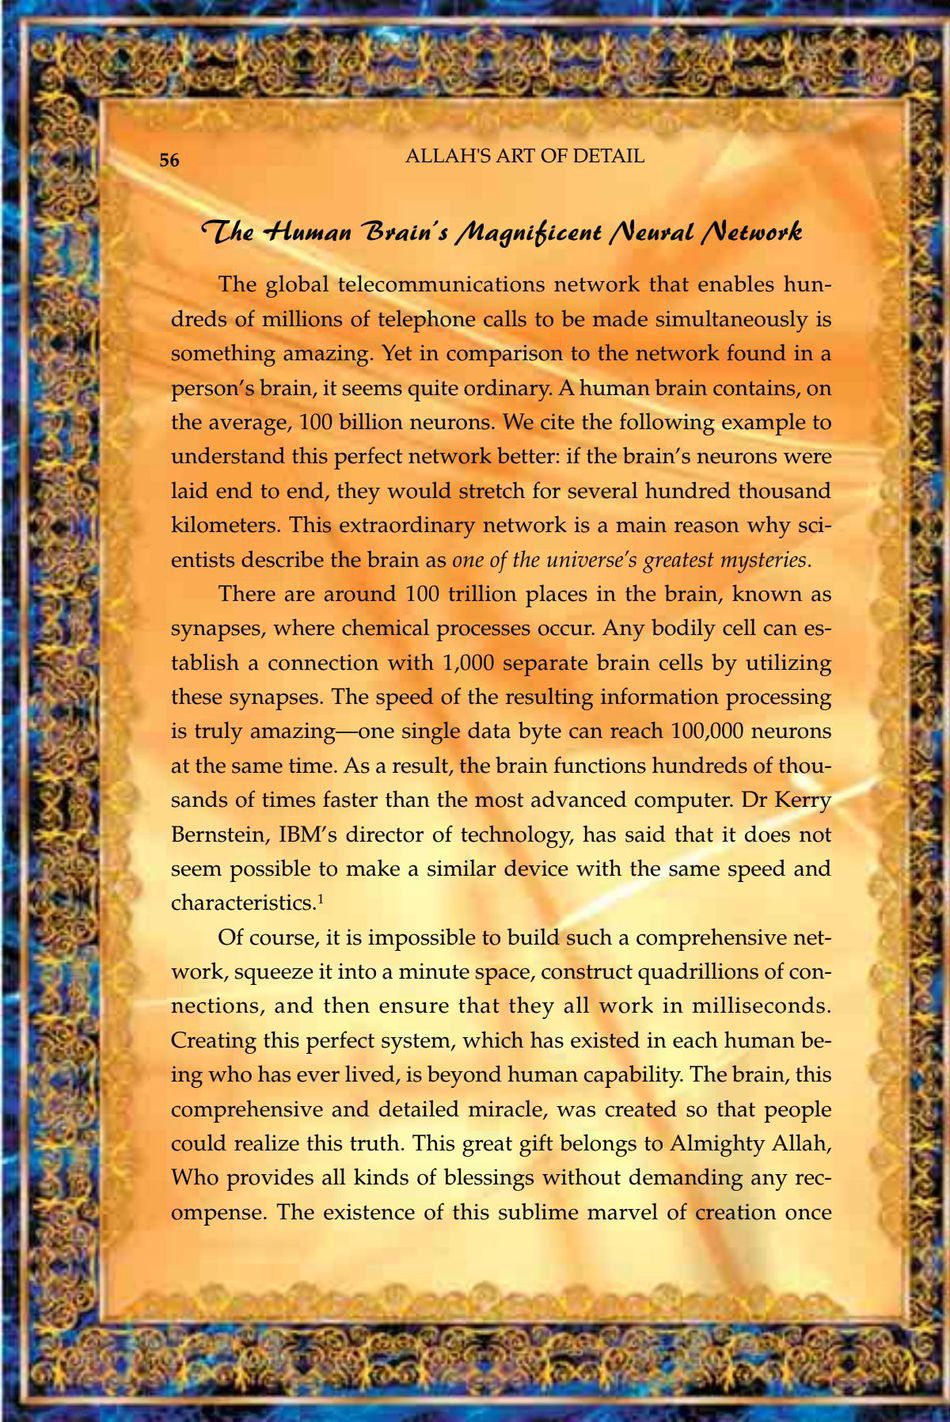 56
ALLAH'S ART OF DETAIL
The Human Brain's Magnificent Neural Network
The global telecommunications network that enables hun-
dreds of millions of telephone calls to be made simultaneously is
something amazing. Yet in comparison to the network found in a
person's brain, it seems quite ordinary. A human brain contains, on
the average, 100 billion neurons. We cite the following example to
understand this perfect network better: if the brain's neurons were
laid end to end, they would stretch for several hundred thousand
kilometers. This extraordinary network is a main reason why sci-
entists describe the brain as one of the universe's greatest mysteries.
There are around 100 trillion places in the brain, known as
synapses, where chemical processes occur. Any bodily cell can es-
tablish a connection with 1,000 separate brain cells by utilizing
these synapses. The speed of the resulting information processing
is truly amazing—one single data byte can reach 100,000 neurons
at the same time. As a result, the brain functions hundreds of thou-
sands of times faster than the most advanced computer. Dr Kerry
Bernstein, IBM's director of technology, has said that it does not
seem possible to make a similar device with the same speed and
characteristics.¹
Of course, it is impossible to build such a comprehensive net-
work, squeeze it into a minute space, construct quadrillions of con-
nections, and then ensure that they all work in milliseconds.
Creating this perfect system, which has existed in each human be-
ing who has ever lived, is beyond human capability. The brain, this
comprehensive and detailed miracle, was created so that people
could realize this truth. This great gift belongs to Almighty Allah,
Who provides all kinds of blessings without demanding any rec-
ompense. The existence of this sublime marvel of creation once